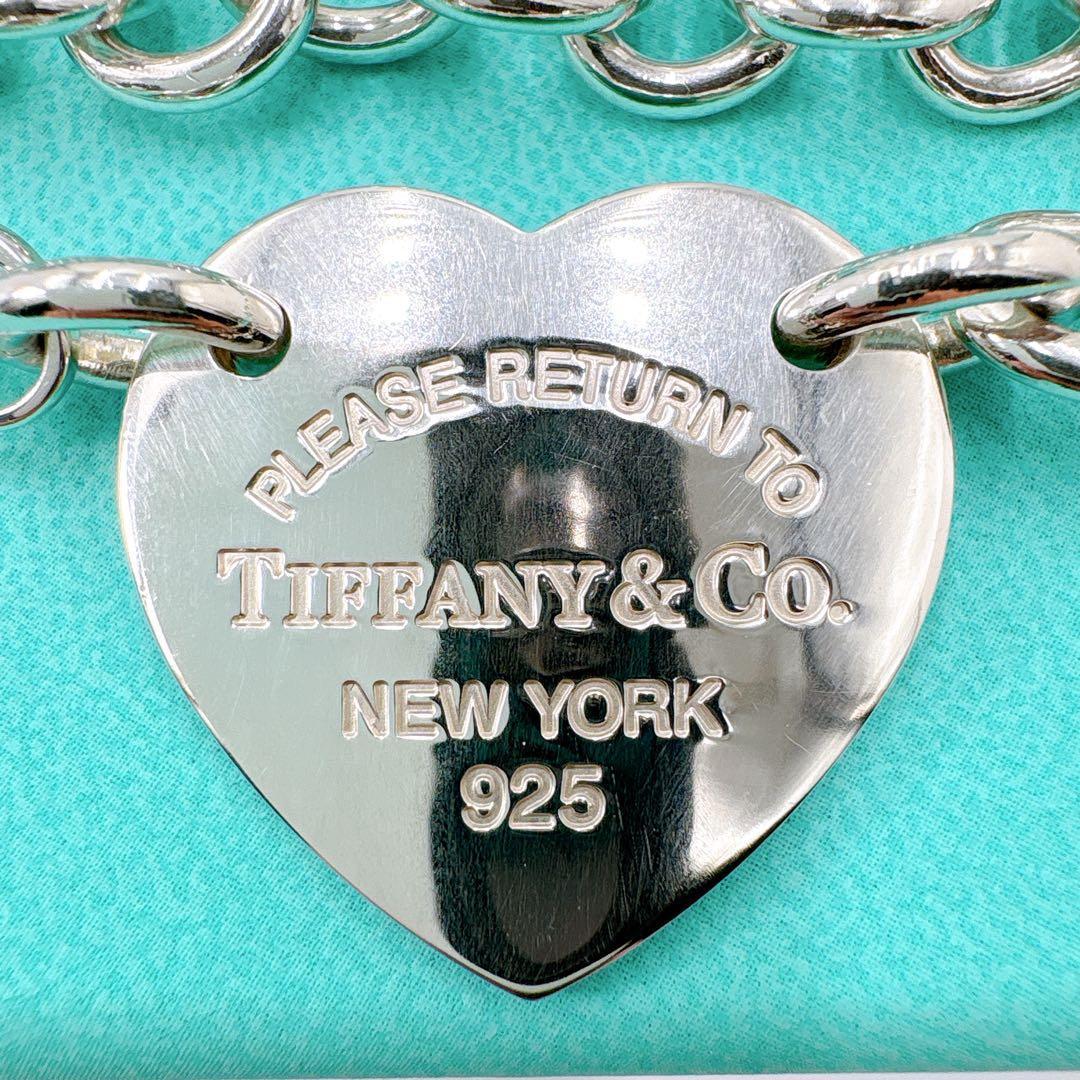 PLEASE RETURN TO
TIFFANY & CO.
NEW YORK
925